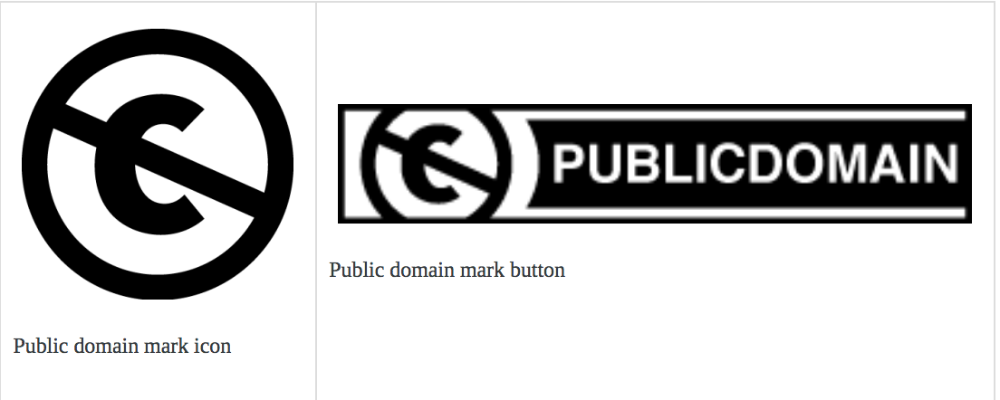 C
Public domain mark icon
C PUBLICDOMAIN
Public domain mark button